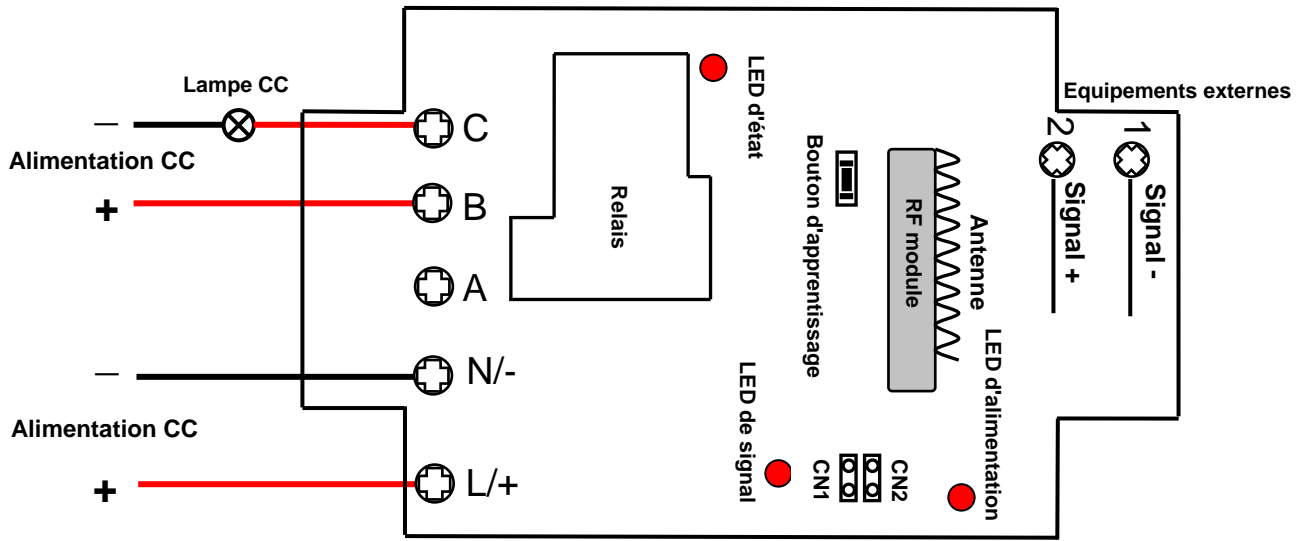 Lampe CC
Equipements externes
_
C
Alimentation CC
+
B
A
_
N/-
Alimentation CC
+
L/+
Relais
LED d'état
Bouton d'apprentissage
RF module
Antenne
LED de signal
CN1
CN2
LED d'alimentation
2
1
Signal +
Signal -